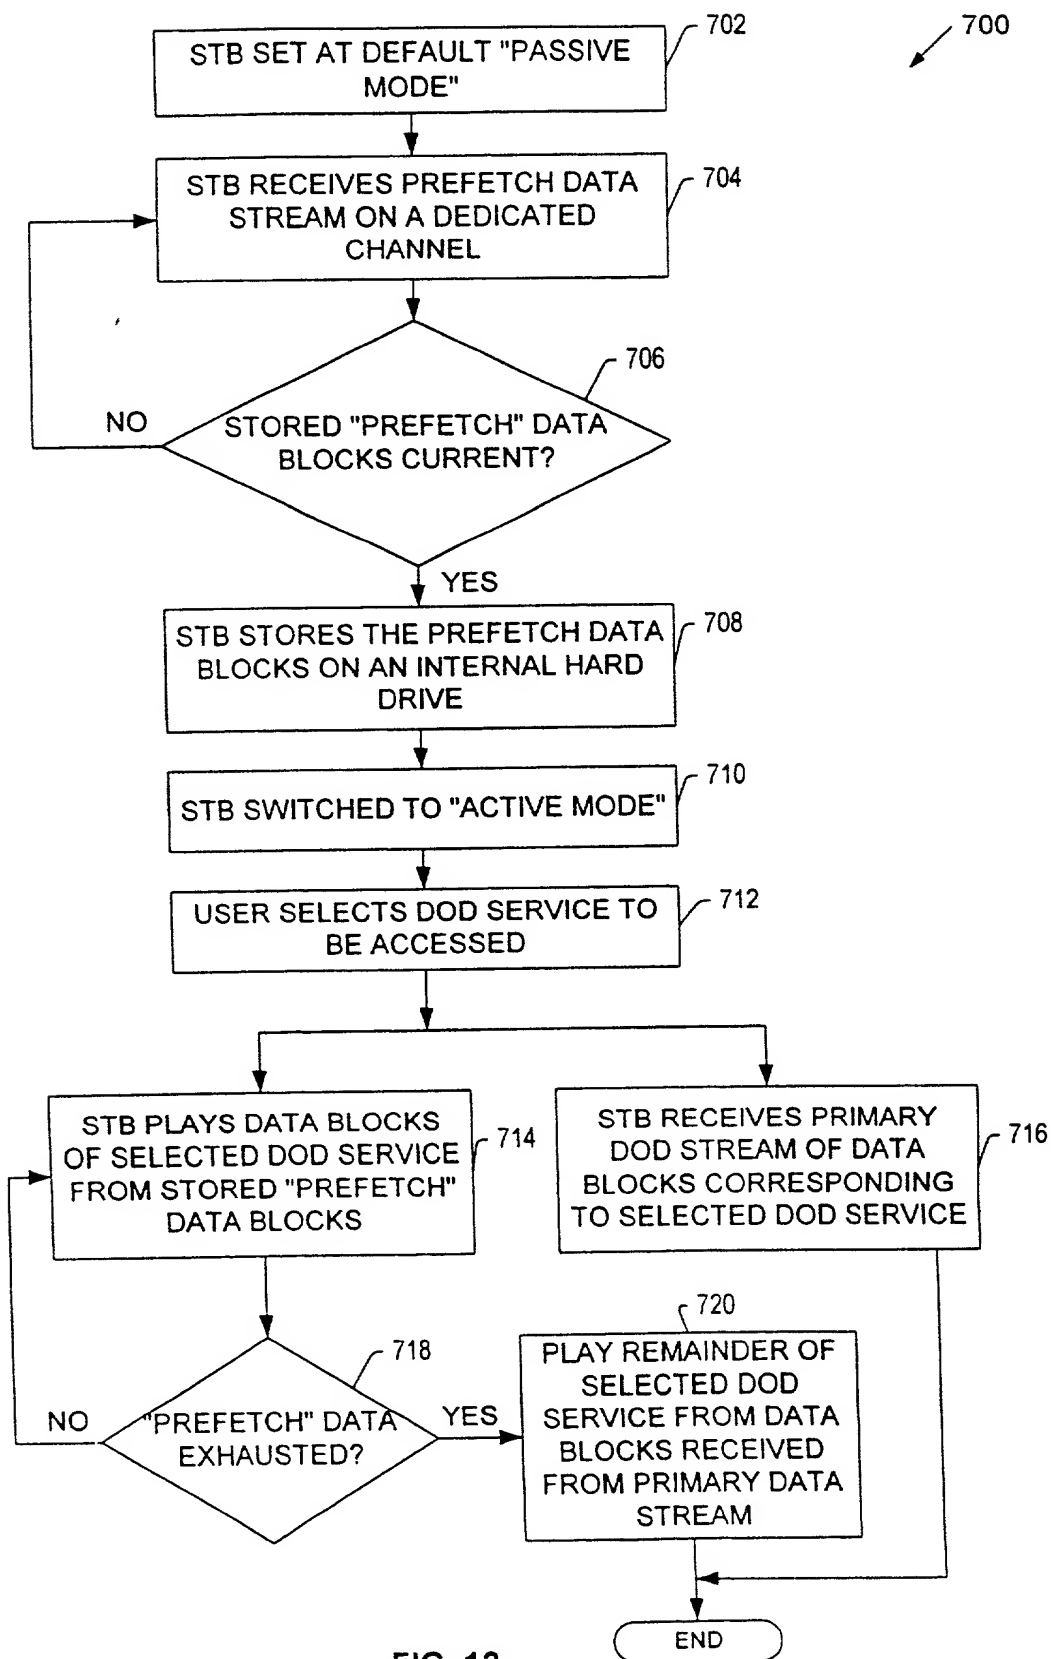 700
702
STB SET AT DEFAULT "PASSIVE
MODE"
704
STB RECEIVES PREFETCH DATA
STREAM ON A DEDICATED
CHANNEL
706
NO
STORED "PREFETCH" DATA
BLOCKS CURRENT?
YES
708
STB STORES THE PREFETCH DATA
BLOCKS ON AN INTERNAL HARD
DRIVE
710
STB SWITCHED TO "ACTIVE MODE"
712
USER SELECTS DOD SERVICE TO
BE ACCESSED
714
STB PLAYS DATA BLOCKS
OF SELECTED DOD SERVICE
FROM STORED "PREFETCH"
DATA BLOCKS
716
STB RECEIVES PRIMARY
DOD STREAM OF DATA
BLOCKS CORRESPONDING
TO SELECTED DOD SERVICE
718
NO
"PREFETCH" DATA
EXHAUSTED?
YES
720
PLAY REMAINDER OF
SELECTED DOD
SERVICE FROM DATA
BLOCKS RECEIVED
FROM PRIMARY DATA
STREAM
END
FIG.